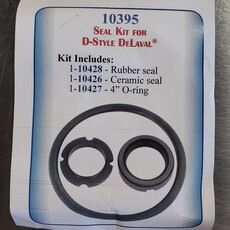 10395
Seal Kit for
D-Style DeLaval®
Kit Includes:
1-10428 - Rubber seal
1-10426 - Ceramic seal
1-10427 - 4” O-ring